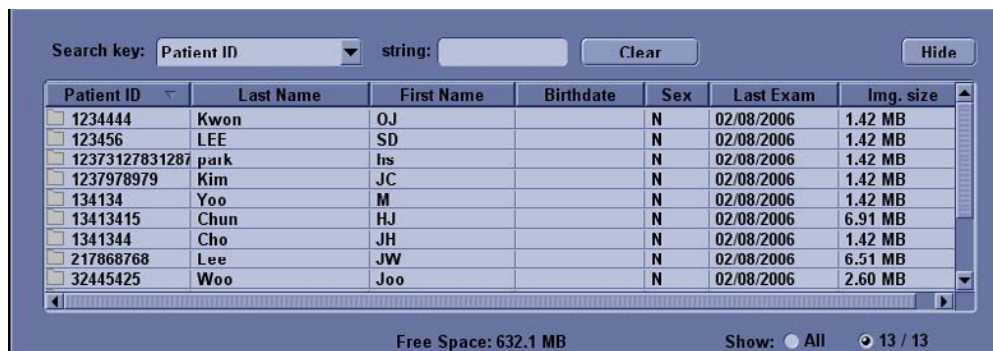 Search key: Patient ID string: Clear Hide
Patient ID Last Name First Name Birthdate Sex Last Exam Img. size
1234444 Kwon OJ N 02/08/2006 1.42 MB
123456 LEE SD N 02/08/2006 1.42 MB
12373127831287 park hs N 02/08/2006 1.42 MB
1237978979 Kim JC N 02/08/2006 1.42 MB
134134 Yoo M N 02/08/2006 1.42 MB
13413415 Chun HJ N 02/08/2006 6.91 MB
1341344 Cho JH N 02/08/2006 1.42 MB
217868768 Lee JW N 02/08/2006 6.51 MB
32445425 Woo Joo N 02/08/2006 2.60 MB
Free Space: 632.1 MB Show: All 13 / 13